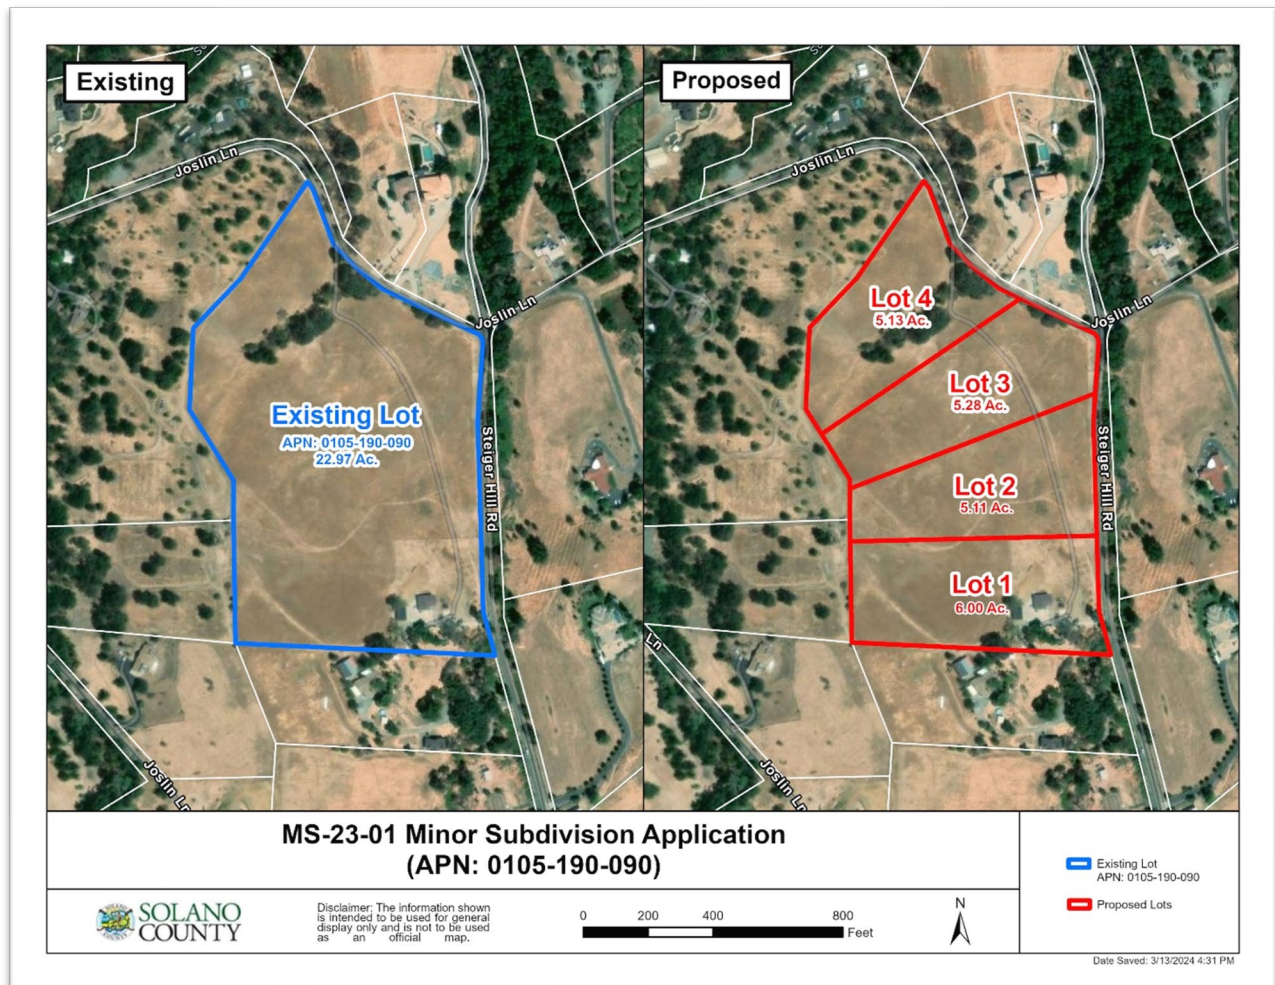 Existing
Joslin Ln
Joslin Ln
Existing Lot
APN: 0105-190-090
22.97 Ac.
Steiger Hill Rd
Joslin Ln
Proposed
Joslin Ln
Joslin Ln
Lot 4
5.13 Ac.
Lot 3
5.28 Ac.
Steiger Hill Rd
Lot 2
5.11 Ac.
Lot 1
6.00 Ac.
Ln
Joslin Ln
MS-23-01 Minor Subdivision Application
(APN: 0105-190-090)
Existing Lot
APN: 0105-190-090
Proposed Lots
SOLANO
COUNTY
Disclaimer: The information shown
is intended to be used for general
display only and is not to be used
as an official map.
0 200 400 800
Feet
N
Date Saved: 3/13/2024 4:31 PM